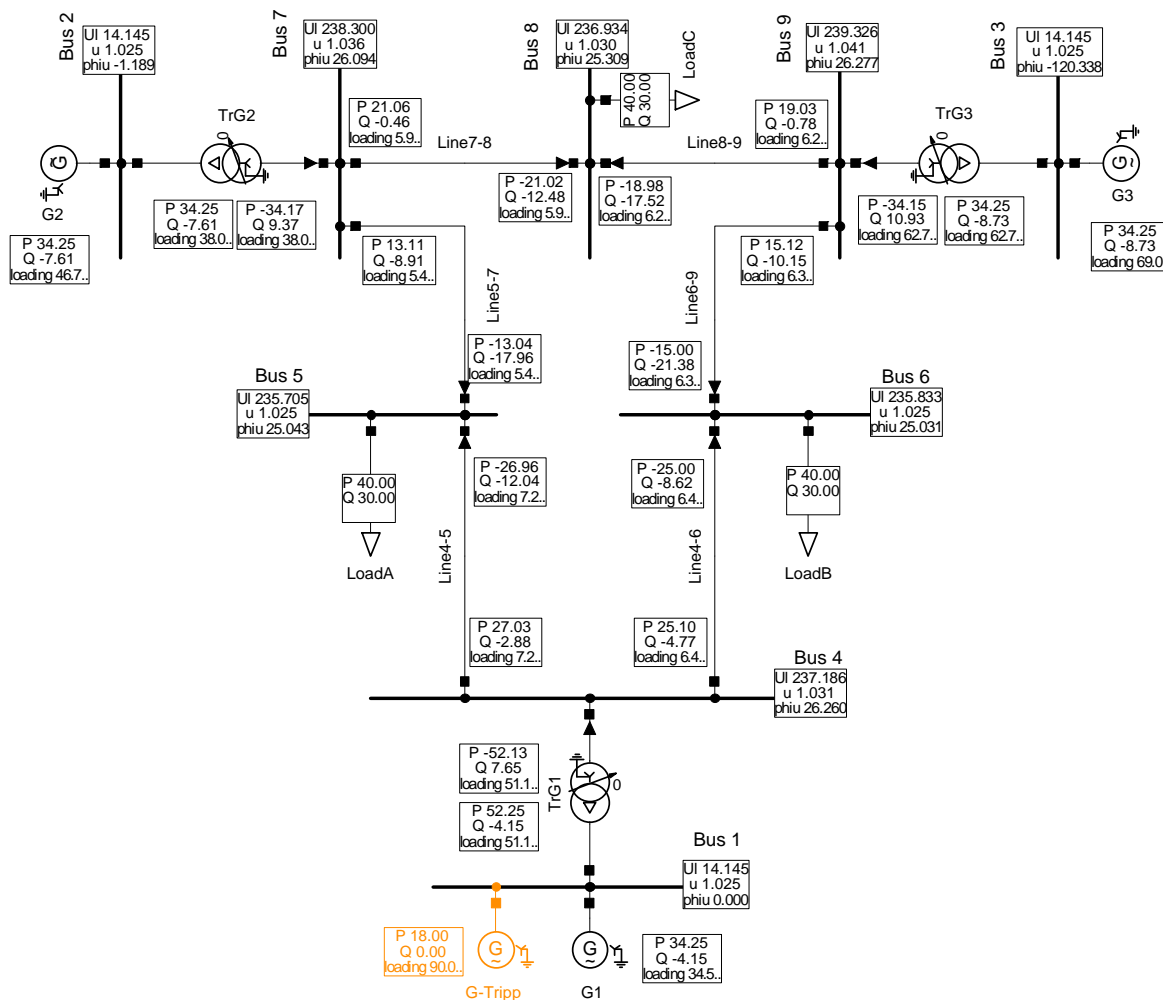 Bus 2
Ul 14.145
u 1.025
phiu -1.189
Bus 7
Ul 238.300
u 1.036
phiu 26.094
Bus 8
Ul 236.934
u 1.030
phiu 25.309
P 40.00
Q 30.00
LoadC
Bus 9
Ul 239.326
u 1.041
phiu 26.277
Bus 3
Ul 14.145
u 1.025
phiu -120.338
TrG2
0
P 21.06
Q -0.46
loading 5.9..
Line7-8
Line8-9
P 19.03
Q -0.78
loading 6.2..
TrG3
0
G
~
G2
G
~
G3
P 34.25
Q -7.61
loading 46.7..
P 34.25
Q -7.61
loading 38.0..
P -34.17
Q 9.37
loading 38.0..
P -21.02
Q -12.48
loading 5.9..
P -18.98
Q -17.52
loading 6.2..
P -34.15
Q 10.93
loading 62.7..
P 34.25
Q -8.73
loading 62.7..
P 34.25
Q -8.73
loading 69.0
P 13.11
Q -8.91
loading 5.4..
Line5-7
P 15.12
Q -10.15
loading 6.3..
Line6-9
P -13.04
Q -17.96
loading 5.4..
P -15.00
Q -21.38
loading 6.3..
Bus 5
Ul 235.705
u 1.025
phiu 25.043
Bus 6
Ul 235.833
u 1.025
phiu 25.031
P 40.00
Q 30.00
LoadA
P -26.96
Q -12.04
loading 7.2..
Line4-5
P -25.00
Q -8.62
loading 6.4..
Line4-6
P 40.00
Q 30.00
LoadB
P 27.03
Q -2.88
loading 7.2..
P 25.10
Q -4.77
loading 6.4..
Bus 4
Ul 237.186
u 1.031
phiu 26.260
P -52.13
Q 7.65
loading 51.1..
P 52.25
Q -4.15
loading 51.1..
TrG1
0
Bus 1
Ul 14.145
u 1.025
phiu 0.000
P 18.00
Q 0.00
loading 90.0..
G
~
G-Tripp
G
~
G1
P 34.25
Q -4.15
loading 34.5..